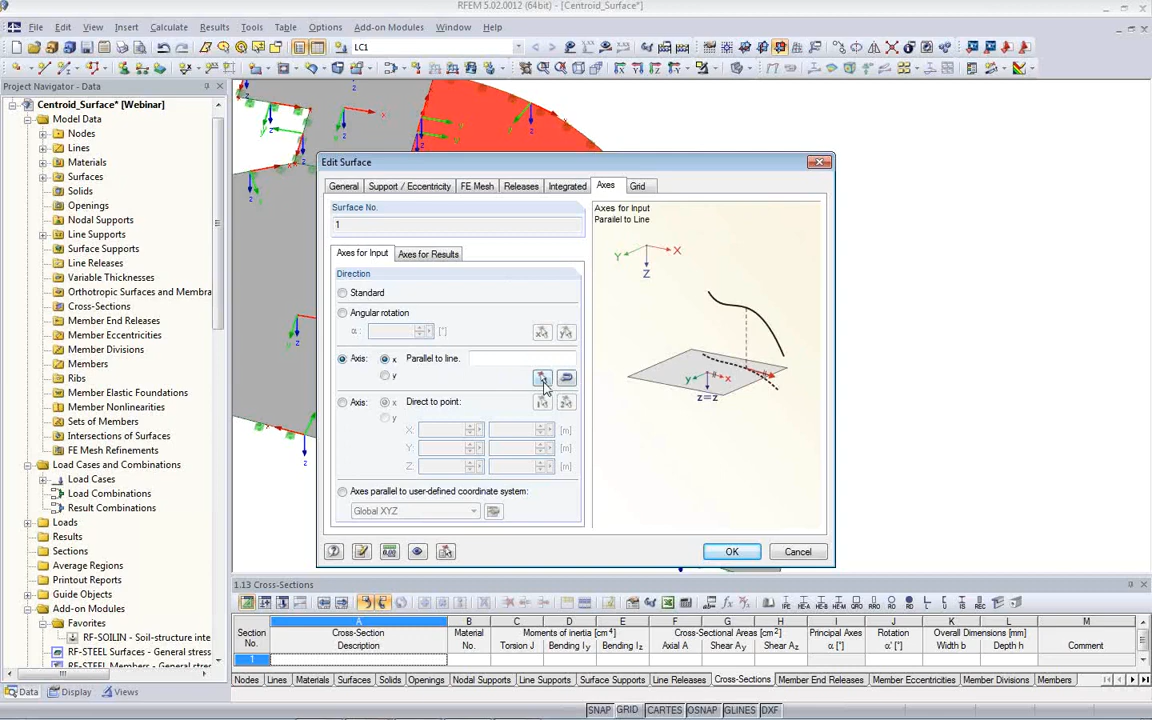 RFEM 5.02.0022 (64bit) - [Centroid_Surface*]
File Edit View Insert Calculate Results Tools Table Options Add-on Modules Window Help
LC1
Project Navigator - Data
Centroid_Surface* [Webinar]
Model Data
Nodes
Lines
Materials
Surfaces
Solids
Openings
Nodal Supports
Line Supports
Surface Supports
Line Releases
Variable Thicknesses
Orthotropic Surfaces and Membra
Cross-Sections
Member End Releases
Member Eccentricities
Member Divisions
Members
Ribs
Member Elastic Foundations
Member Nonlinearities
Sets of Members
Intersections of Surfaces
FE Mesh Refinements
Load Cases and Combinations
Load Cases
Load Combinations
Result Combinations
Loads
Results
Sections
Average Regions
Printout Reports
Guide Objects
Add-on Modules
Favorites
RF-SOILIN - Soil-structure inte
RF-STEEL Surfaces - General stress
RF-STEEL Members - General stres
Data Display Views
Edit Surface
General Support / Eccentricity FE Mesh Releases Integrated Axes Grid
Surface No.
1
Axes for Input Axes for Results
Direction
Standard
Angular rotation
α : [°]
Axis: x Parallel to line.
y
Axis: x Direct to point:
y
X: [m]
Y: [m]
Z: [m]
Axes parallel to user-defined coordinate system:
Global XYZ
Axes for Input
Parallel to Line
Y X
Z
y x
z=z
OK Cancel
1.13 Cross-Sections
A B C D E F G H I J K L M
Section Cross-Section Material Moments of inertia [cm⁴] Cross-Sectional Areas [cm²] Principal Axes Rotation Overall Dimensions [mm]
No. Description No. Torsion J Bending Iy Bending Iz Axial A Shear Ay Shear Az α [°] α' [°] Width b Depth h Comment
1
Nodes Lines Materials Surfaces Solids Openings Nodal Supports Line Supports Surface Supports Line Releases Cross-Sections Member End Releases Member Eccentricities Member Divisions Members
SNAP GRID CARTES OSNAP GLINES DXF